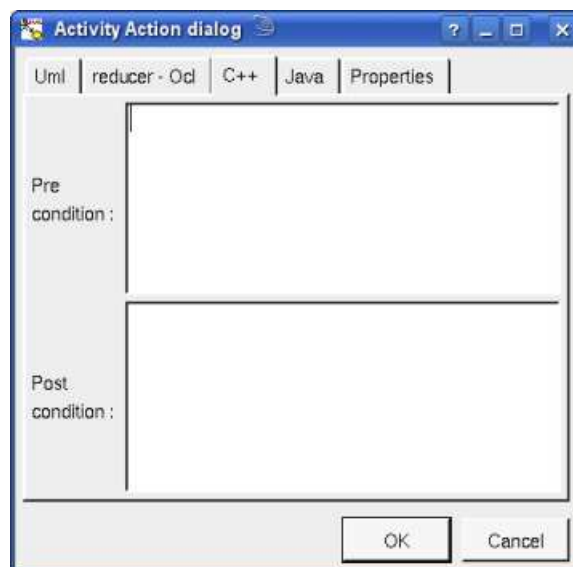 Activity Action dialog
Uml reducer - Ocl C++ Java Properties
Pre
condition :
Post
condition :
OK Cancel